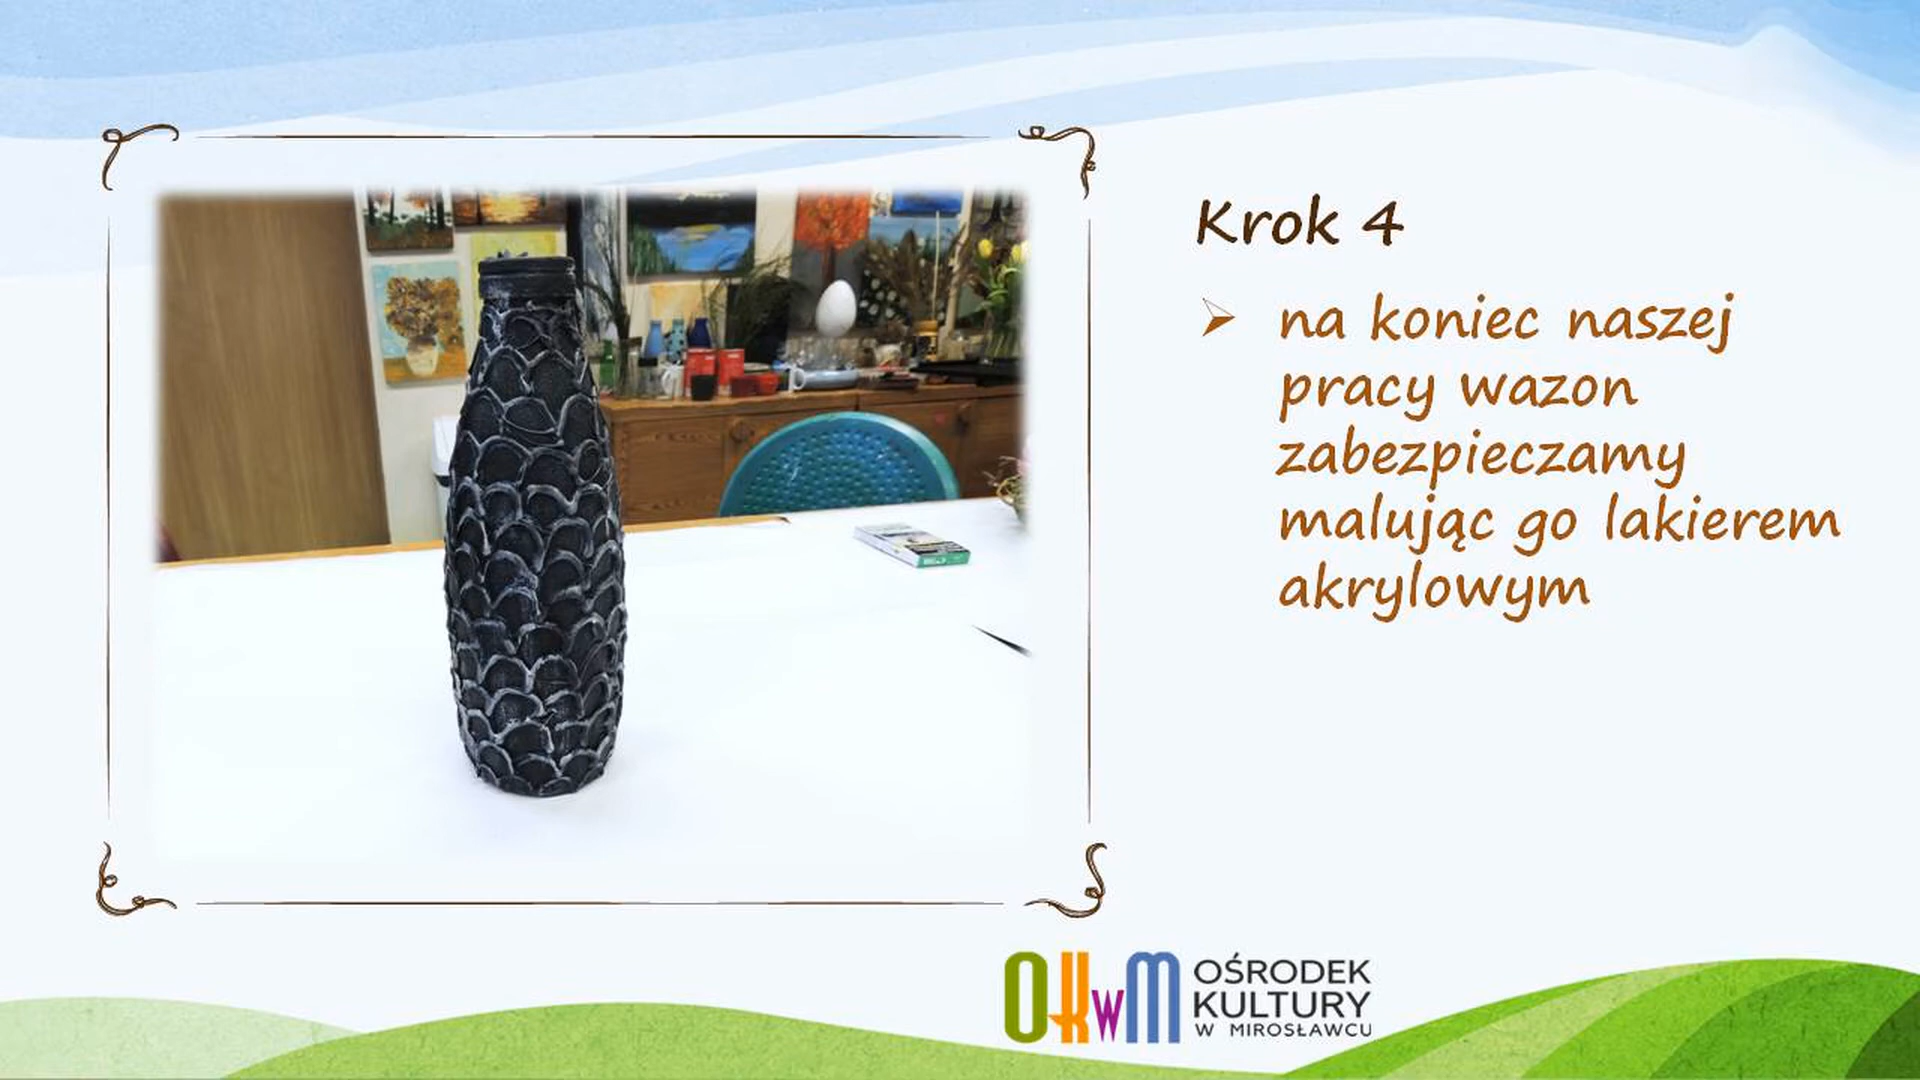 Krok 4
na koniec naszej
pracy wazon
zabezpieczamy
malując go lakierem
akrylowym
OKwM
OŚRODEK
KULTURY
W MIROSŁAWCU